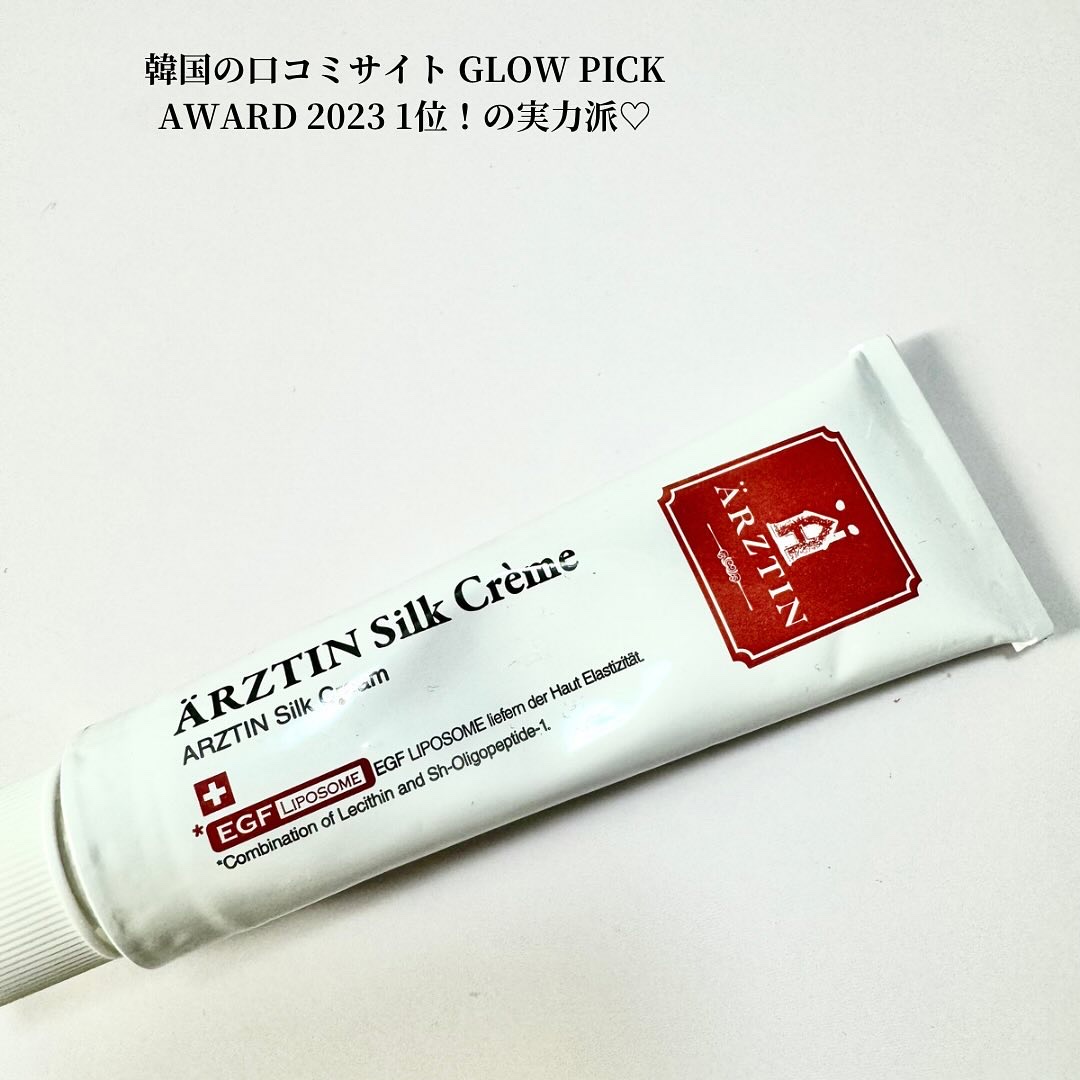 韓国の口コミサイト GLOW PICK
AWARD 2023 1位！の実力派♡
ÄRZTIN
ÄRZTIN Silk Crème
ARZTIN Silk Cream
*EGF LIPOSOME EGF LIPOSOME liefern der Haut Elastizität.
*Combination of Lecithin and Sh-Oligopeptide-1.